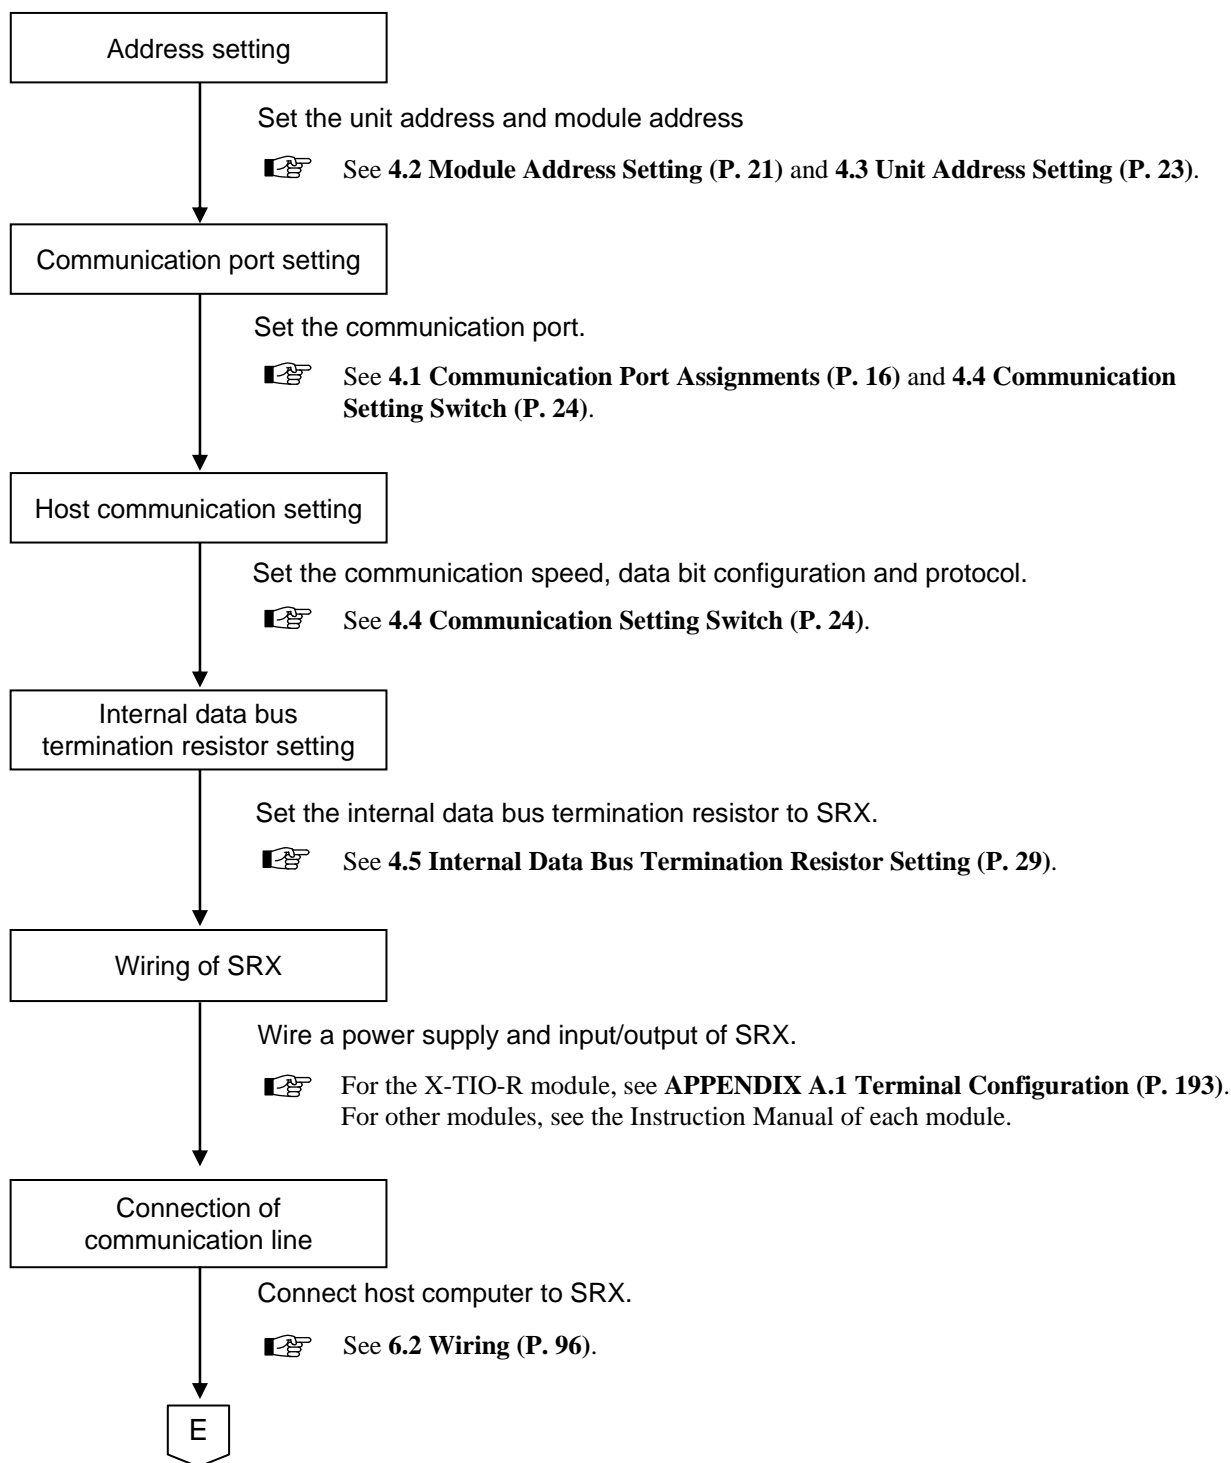 Address setting
Set the unit address and module address
See 4.2 Module Address Setting (P. 21) and 4.3 Unit Address Setting (P. 23).
Communication port setting
Set the communication port.
See 4.1 Communication Port Assignments (P. 16) and 4.4 Communication
Setting Switch (P. 24).
Host communication setting
Set the communication speed, data bit configuration and protocol.
See 4.4 Communication Setting Switch (P. 24).
Internal data bus
termination resistor setting
Set the internal data bus termination resistor to SRX.
See 4.5 Internal Data Bus Termination Resistor Setting (P. 29).
Wiring of SRX
Wire a power supply and input/output of SRX.
For the X-TIO-R module, see APPENDIX A.1 Terminal Configuration (P. 193).
For other modules, see the Instruction Manual of each module.
Connection of
communication line
Connect host computer to SRX.
See 6.2 Wiring (P. 96).
E